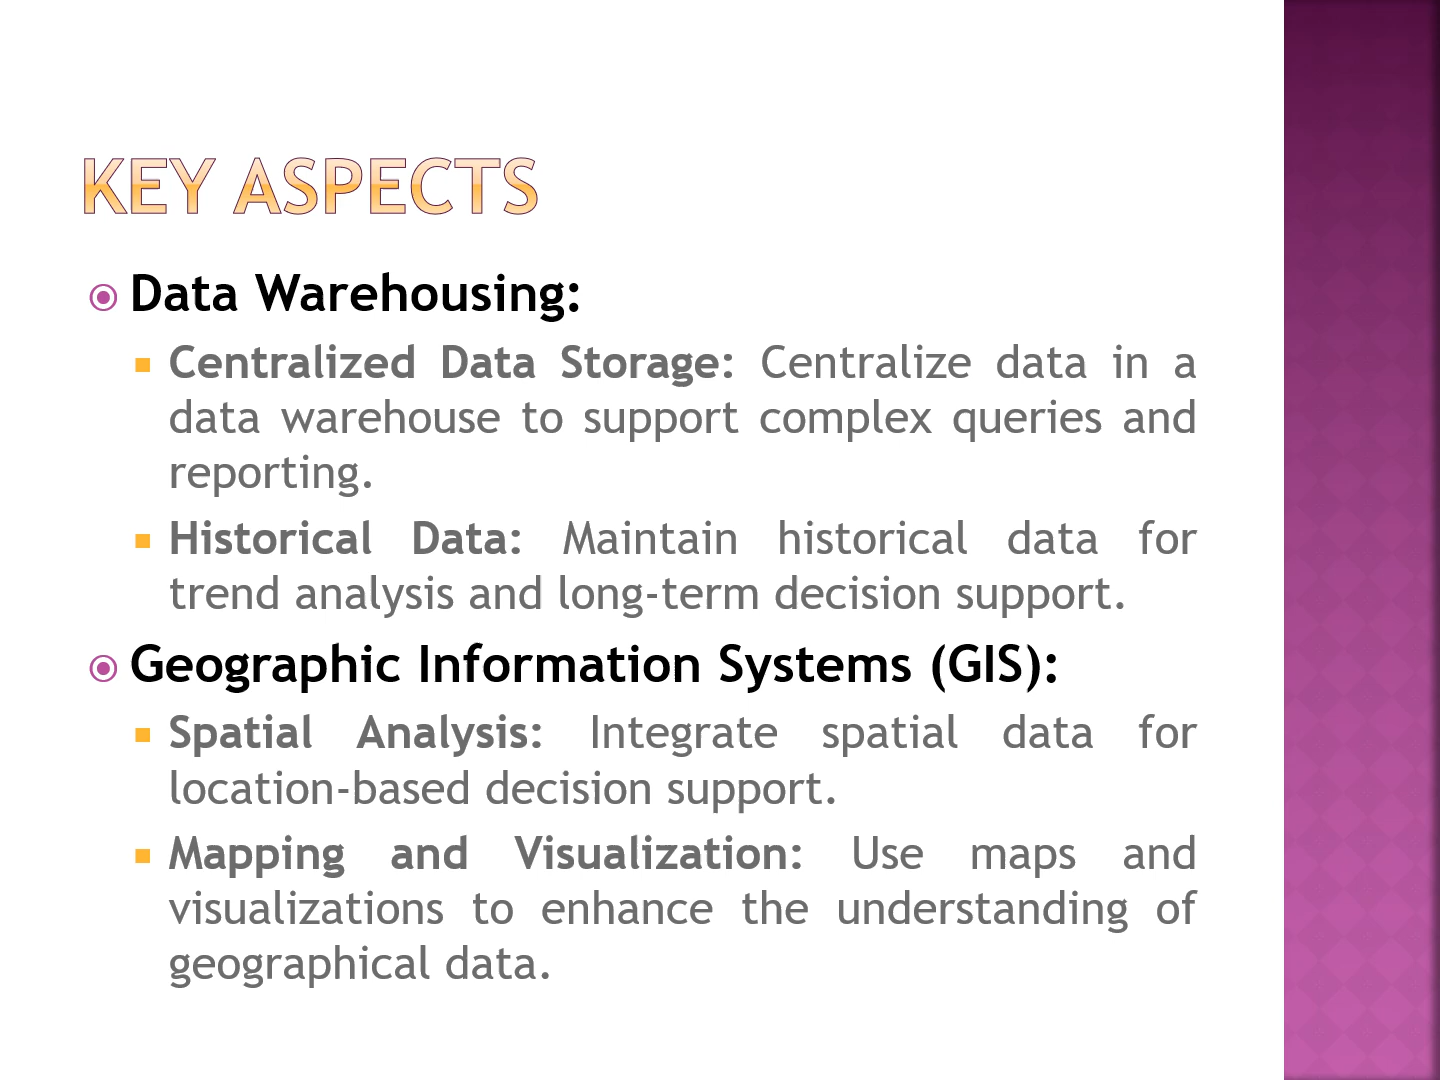 KEY ASPECTS
Data Warehousing:
Centralized Data Storage: Centralize data in a
data warehouse to support complex queries and
reporting.
Historical Data: Maintain historical data for
trend analysis and long-term decision support.
Geographic Information Systems (GIS):
Spatial Analysis: Integrate spatial data for
location-based decision support.
Mapping and Visualization: Use maps and
visualizations to enhance the understanding of
geographical data.